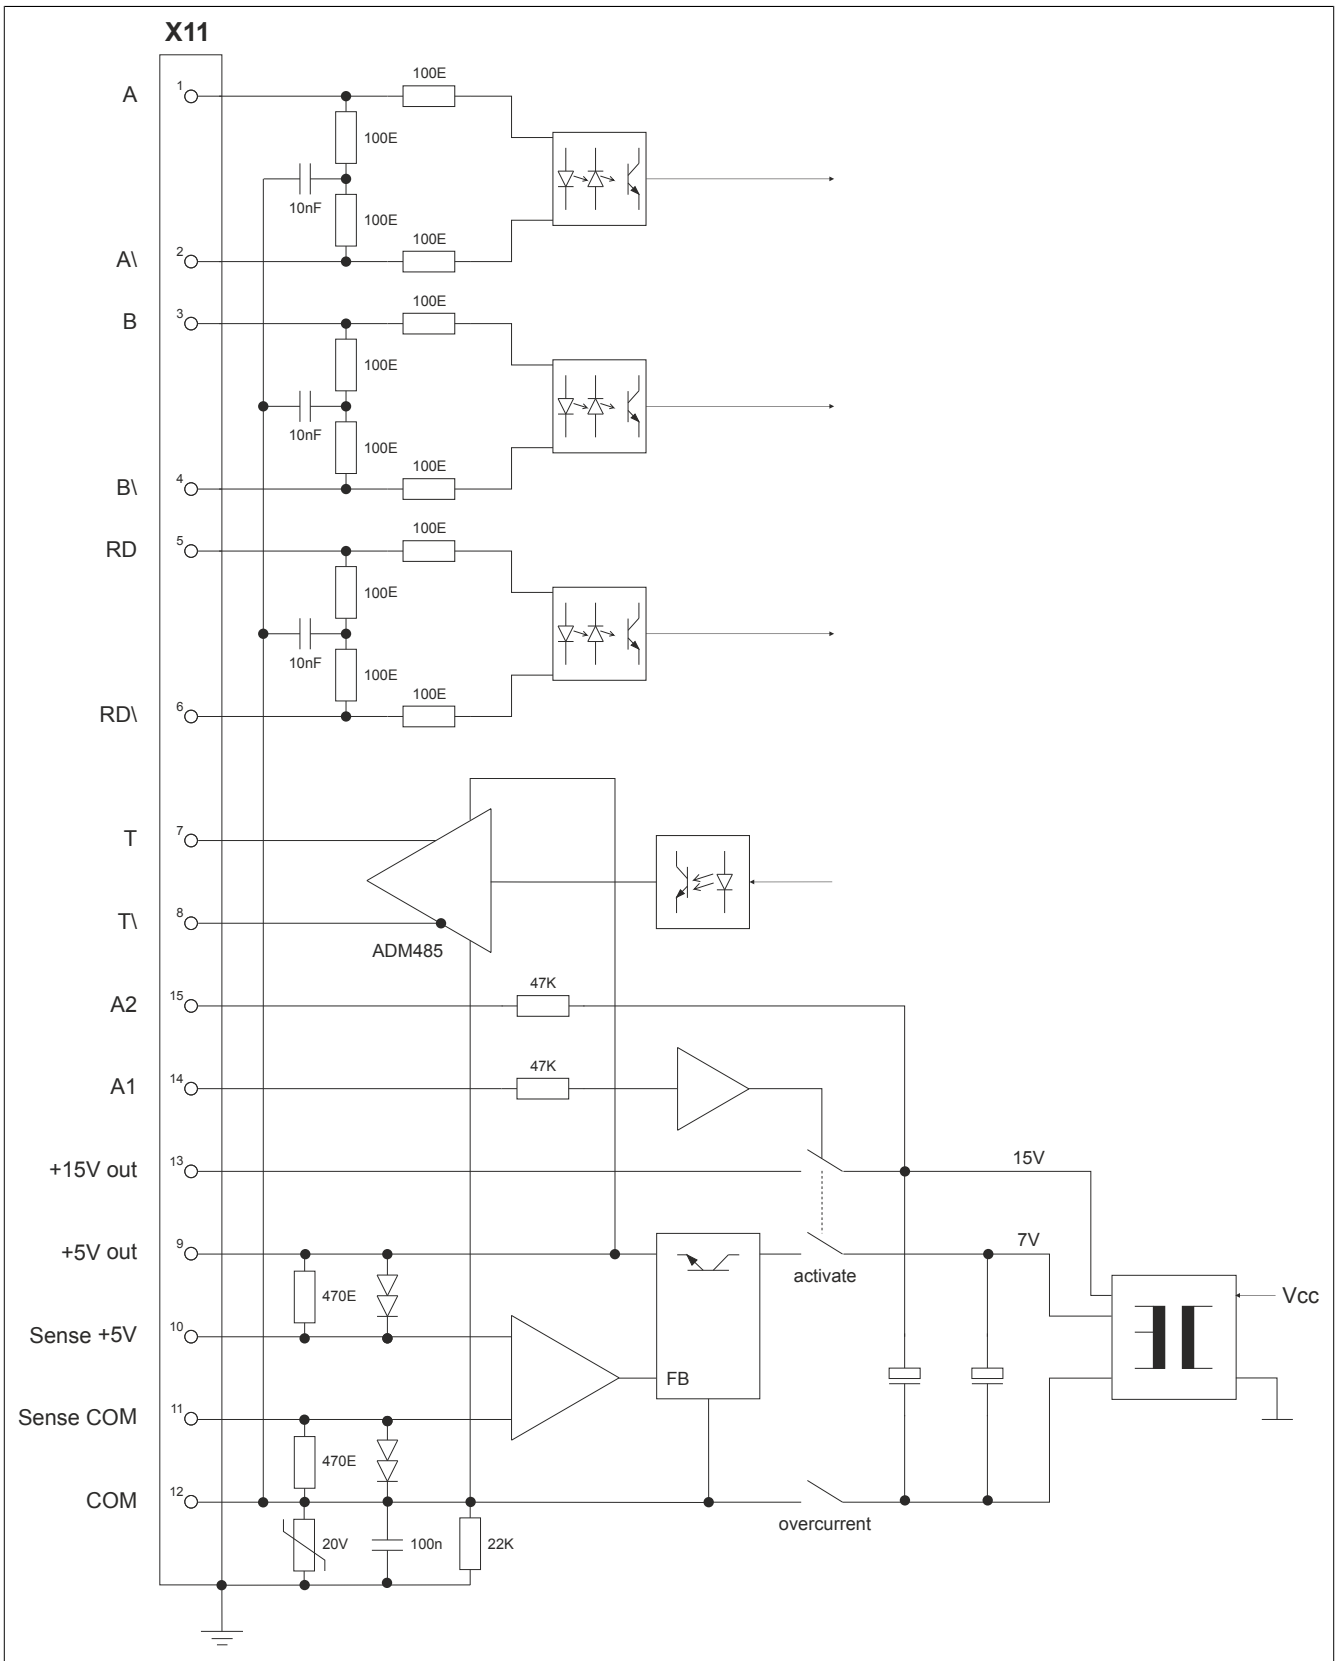 X11
100E
A 1
100E
10nF
100E
100E
A\ 2
100E
B 3
100E
10nF
100E
100E
B\ 4
100E
RD 5
100E
10nF
100E
100E
RD\ 6
T 7
T\ 8
ADM485
47K
A2 15
47K
A1 14
+15V out 13
15V
+5V out 9
7V
activate
470E
Vcc
Sense +5V 10
FB
Sense COM 11
470E
COM 12
overcurrent
20V
100n
22K